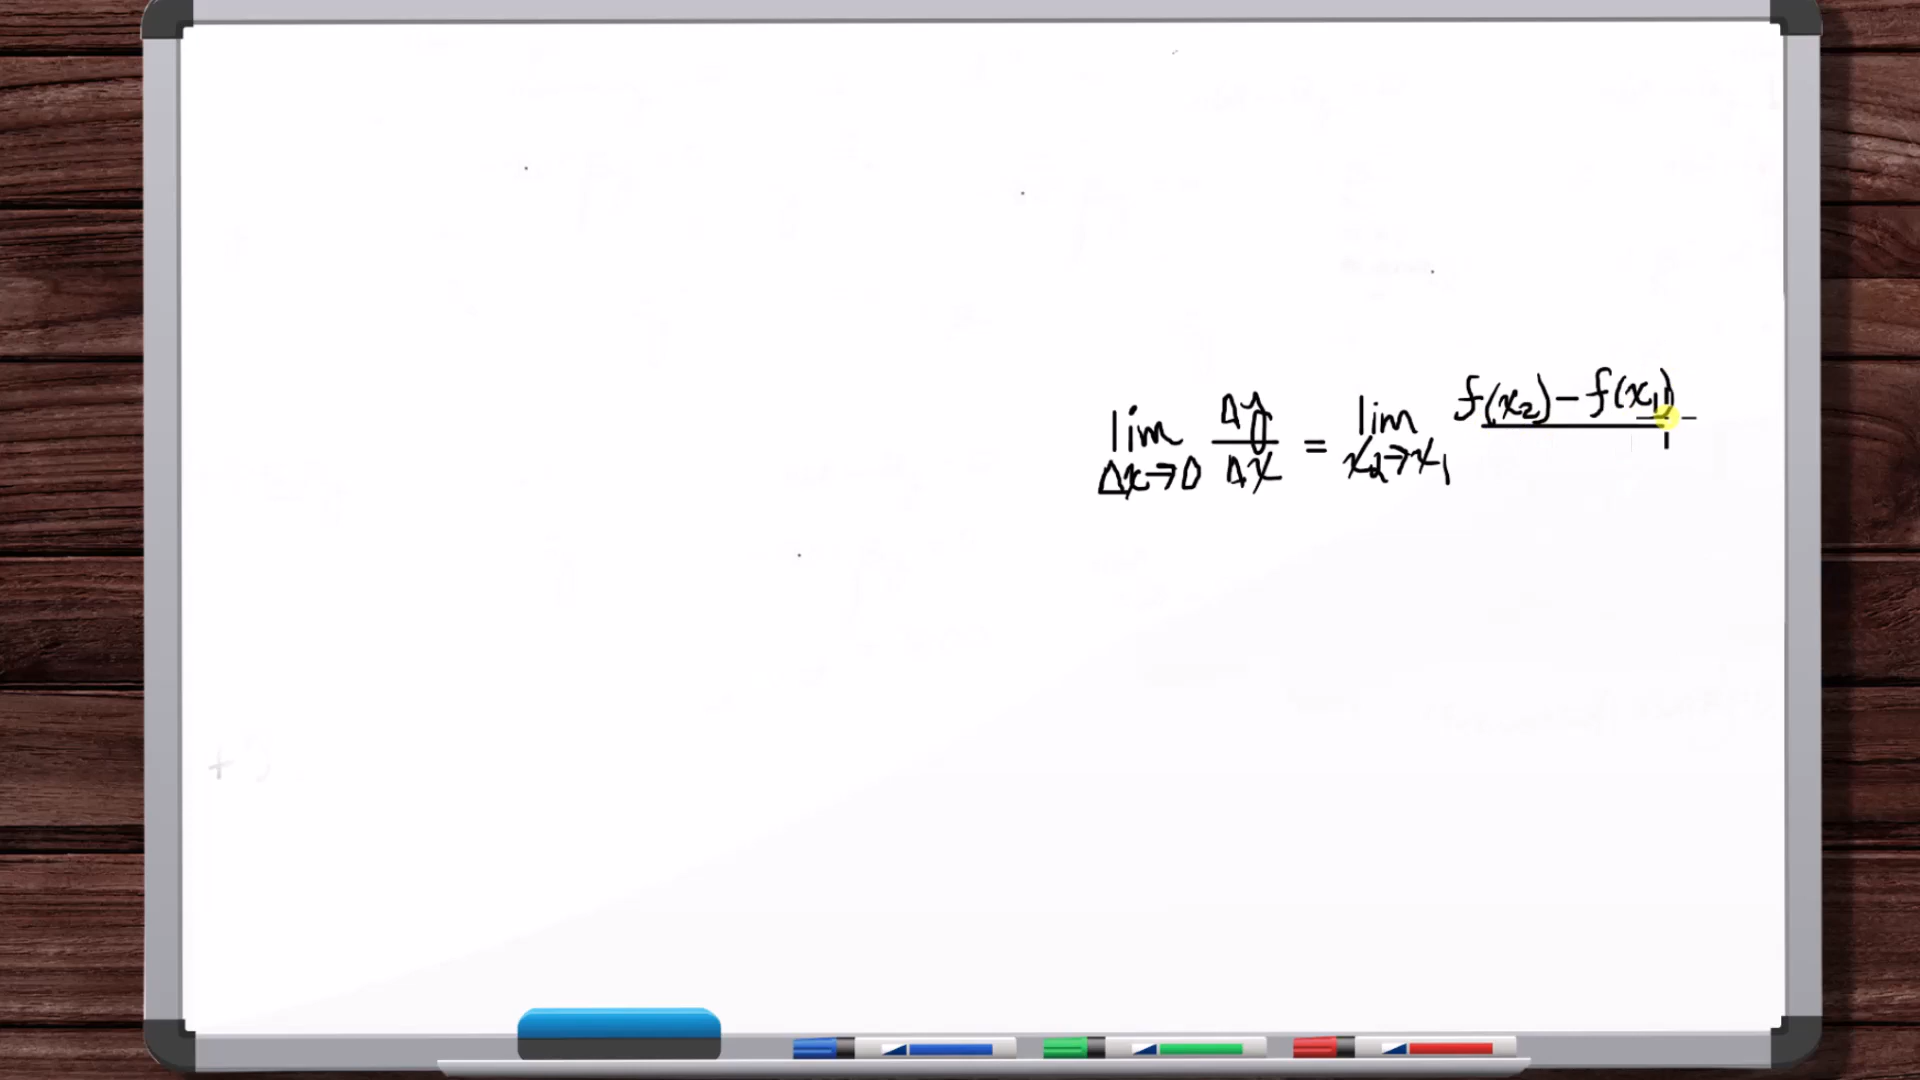 lim Δx→0 Δy/Δx = lim x₂→x₁ f(x₂) − f(x₁)